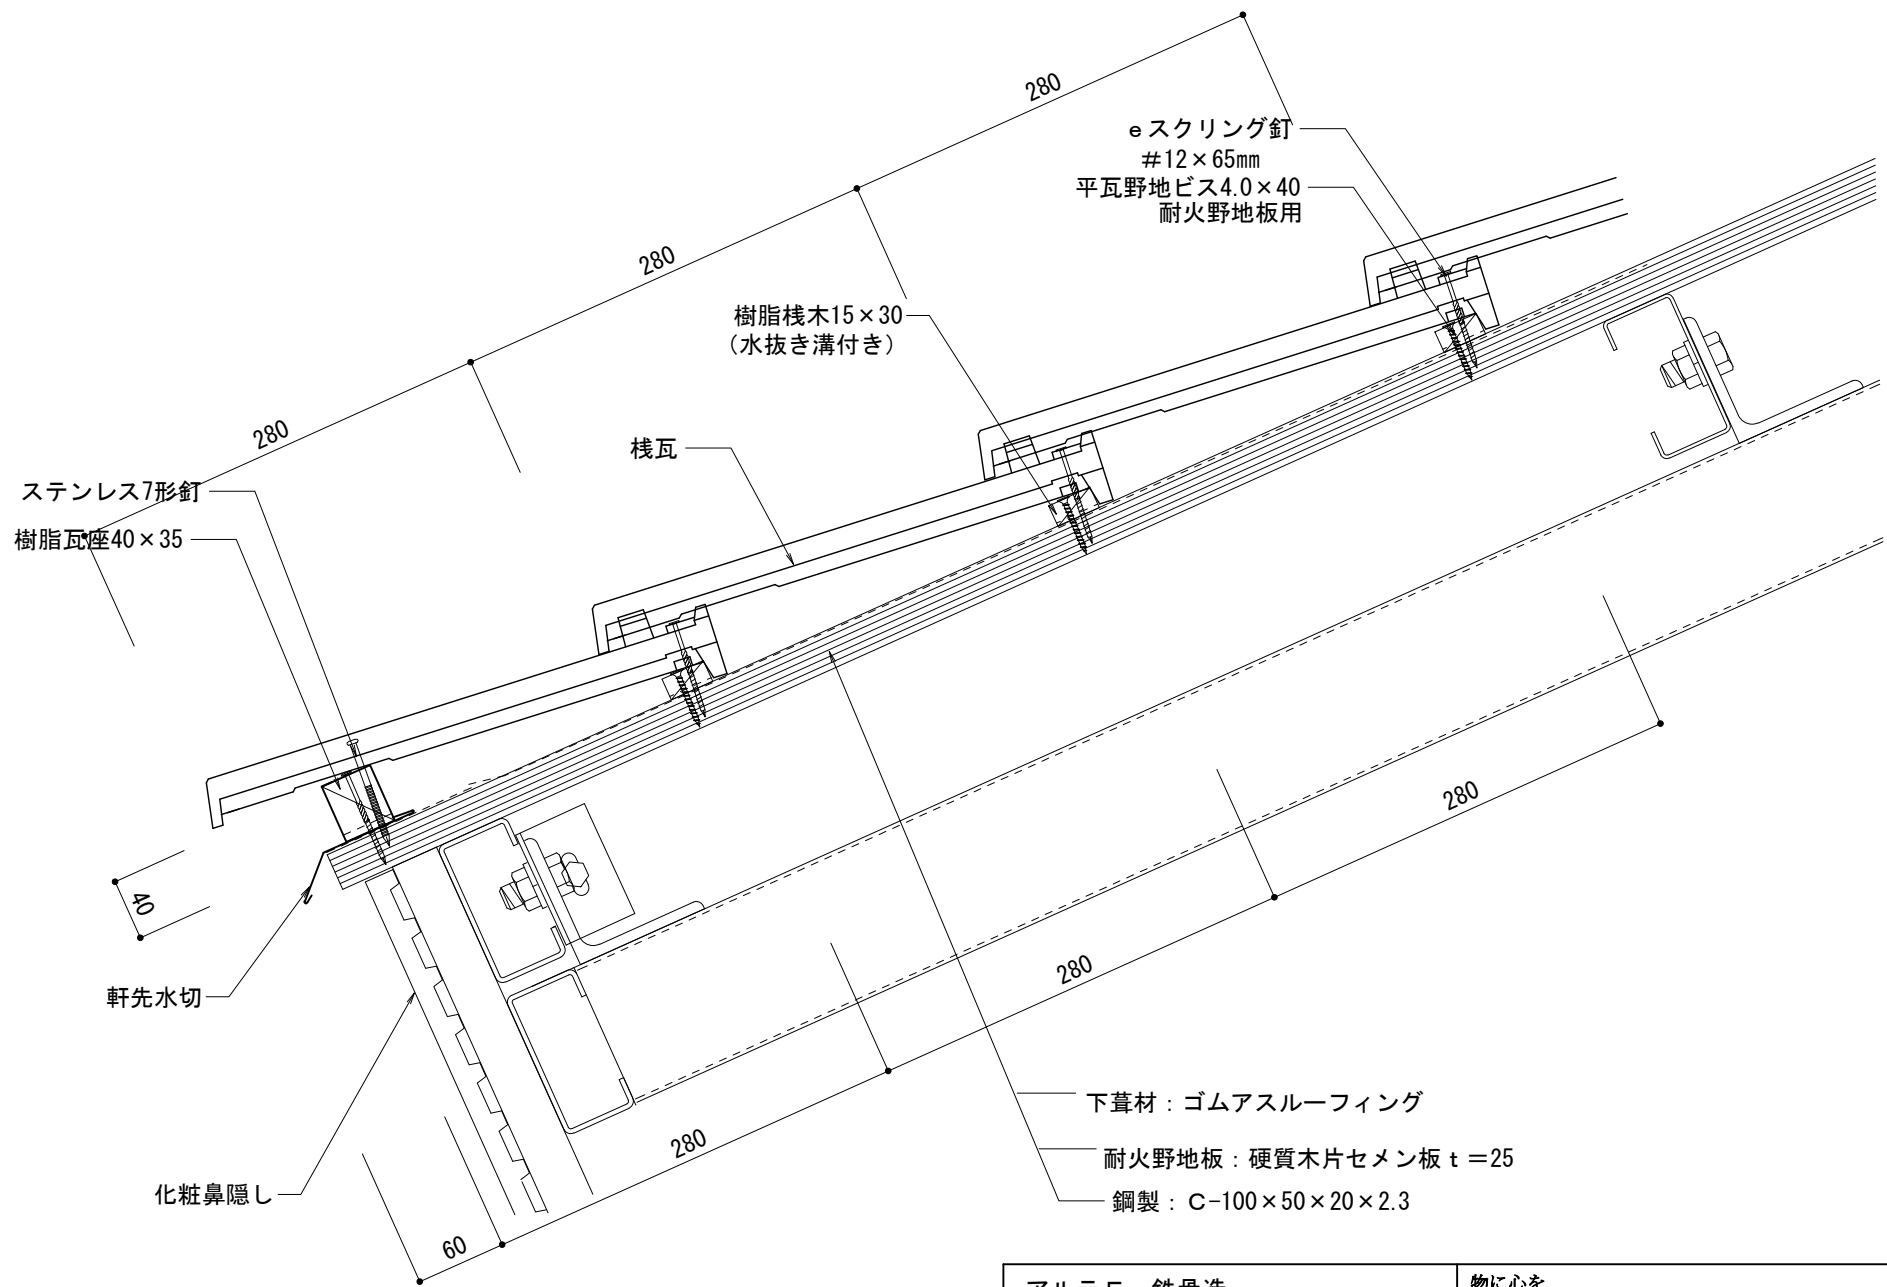 280
eスクリング釘
＃12×65mm
平瓦野地ビス4.0×40
耐火野地板用
280
樹脂桟木15×30
（水抜き溝付き）
280
桟瓦
ステンレス7形釘
樹脂瓦座40×35
40
軒先水切
280
280
280
下葺材：ゴムアスルーフィング
耐火野地板：硬質木片セメン板ｔ＝25
鋼製：Ｃ-100×50×20×2.3
化粧鼻隠し
60
物に心を